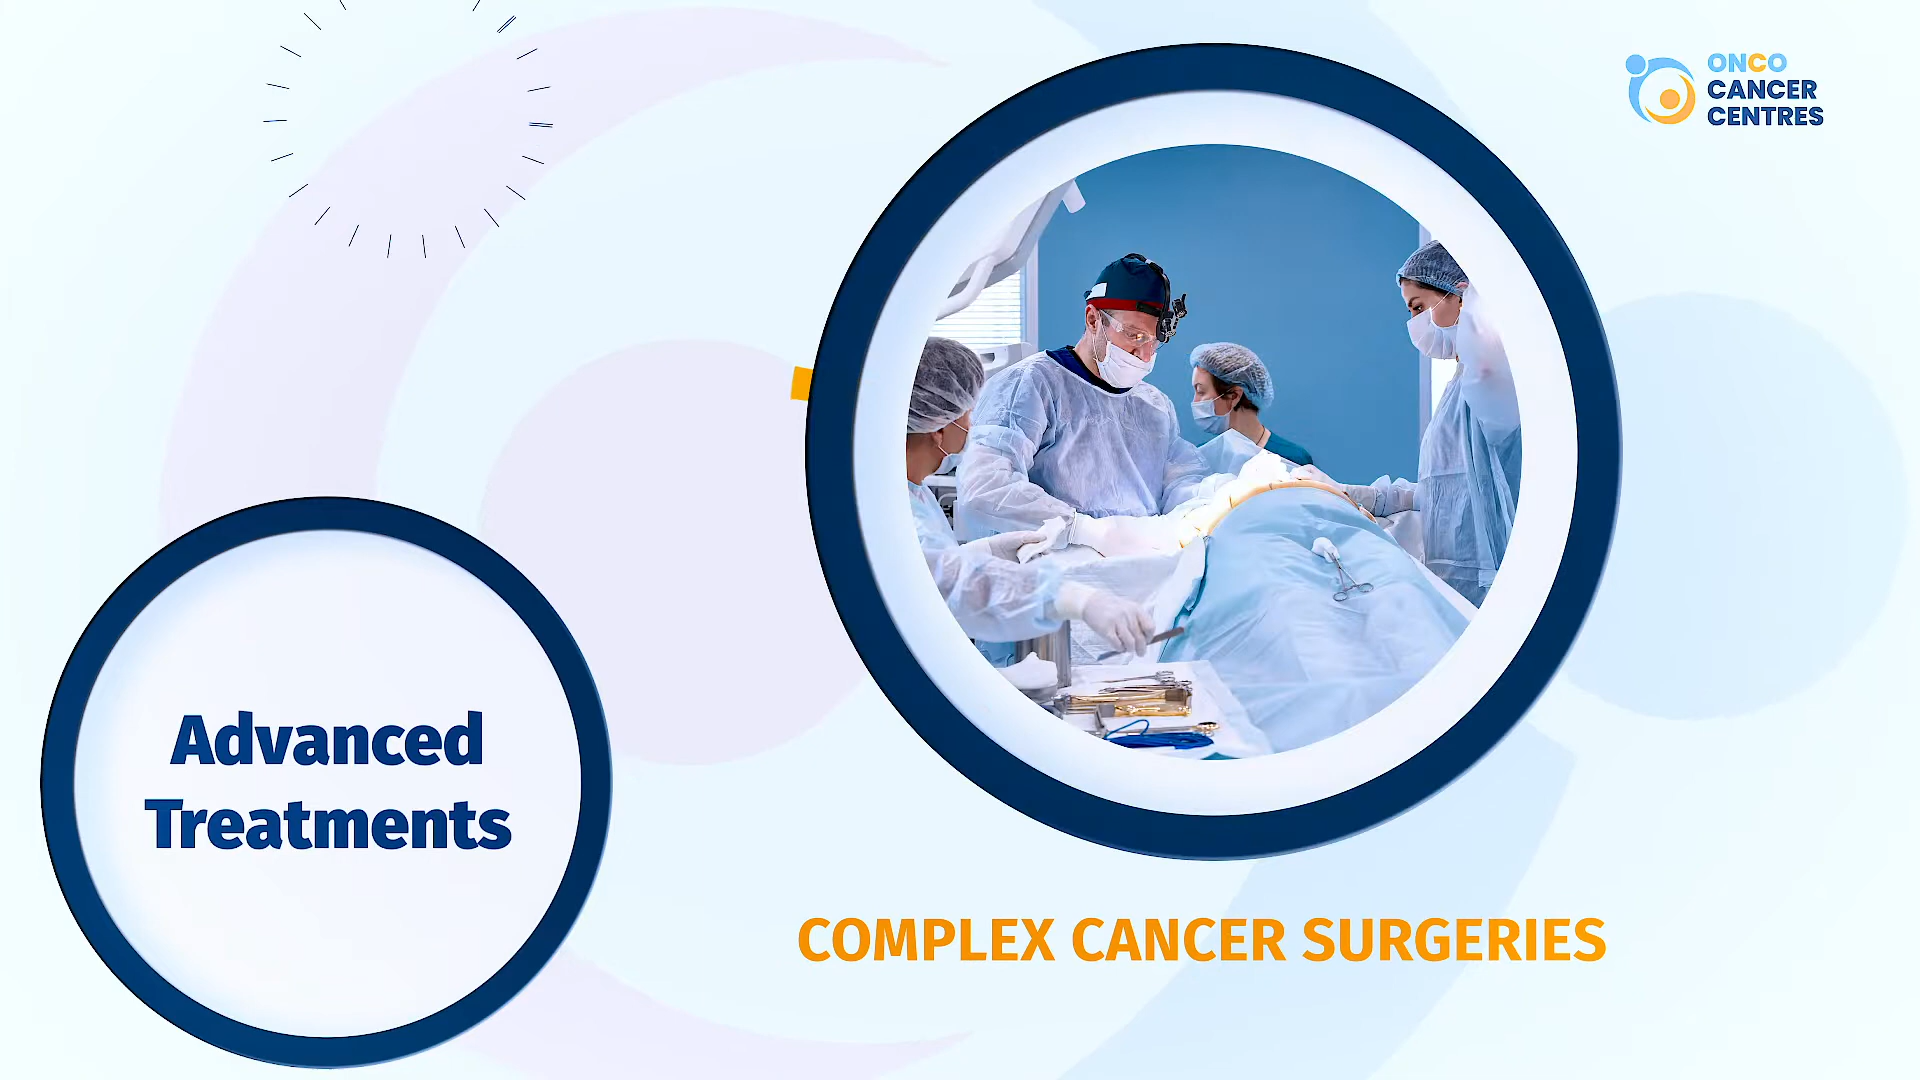 ONCO
CANCER
CENTRES
Advanced
Treatments
COMPLEX CANCER SURGERIES